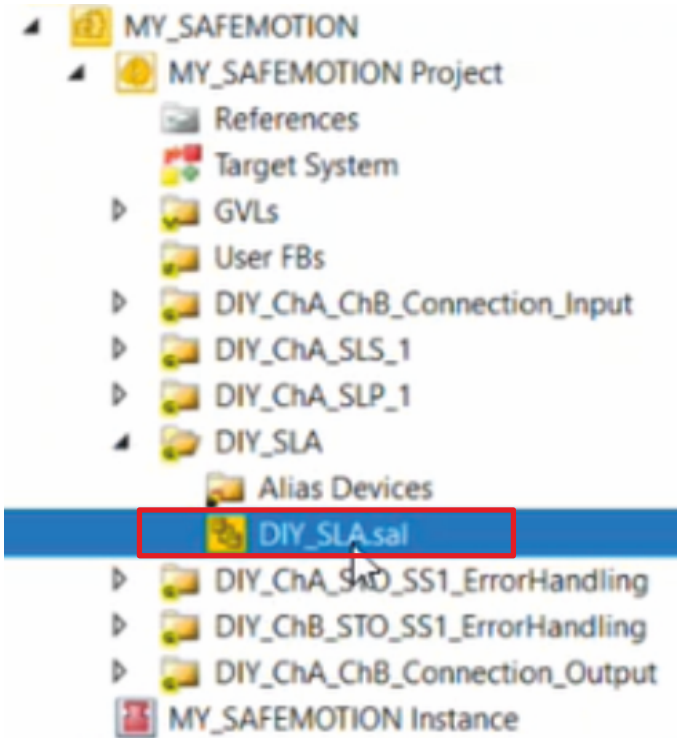 MY_SAFEMOTION
MY_SAFEMOTION Project
References
Target System
GVLs
User FBs
DIY_ChA_ChB_Connection_Input
DIY_ChA_SLS_1
DIY_ChA_SLP_1
DIY_SLA
Alias Devices
DIY_SLA.sal
DIY_ChA_STO_SS1_ErrorHandling
DIY_ChB_STO_SS1_ErrorHandling
DIY_ChA_ChB_Connection_Output
MY_SAFEMOTION Instance